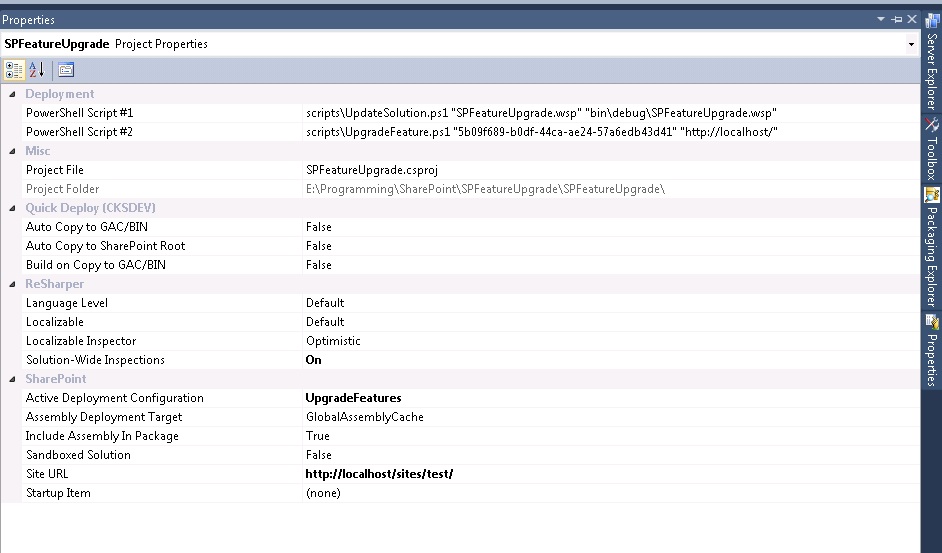 Properties
SPFeatureUpgrade Project Properties
Deployment
PowerShell Script #1 scripts\UpdateSolution.ps1 "SPFeatureUpgrade.wsp" "bin\debug\SPFeatureUpgrade.wsp"
PowerShell Script #2 scripts\UpgradeFeature.ps1 "5b09f689-b0df-44ca-ae24-57a6edb43d41" "http://localhost/"
Misc
Project File SPFeatureUpgrade.csproj
Project Folder E:\Programming\SharePoint\SPFeatureUpgrade\SPFeatureUpgrade\
Quick Deploy (CKSDEV)
Auto Copy to GAC/BIN False
Auto Copy to SharePoint Root False
Build on Copy to GAC/BIN False
ReSharper
Language Level Default
Localizable Default
Localizable Inspector Optimistic
Solution-Wide Inspections On
SharePoint
Active Deployment Configuration UpgradeFeatures
Assembly Deployment Target GlobalAssemblyCache
Include Assembly In Package True
Sandboxed Solution False
Site URL http://localhost/sites/test/
Startup Item (none)
Server Explorer
Toolbox
Packaging Explorer
Properties